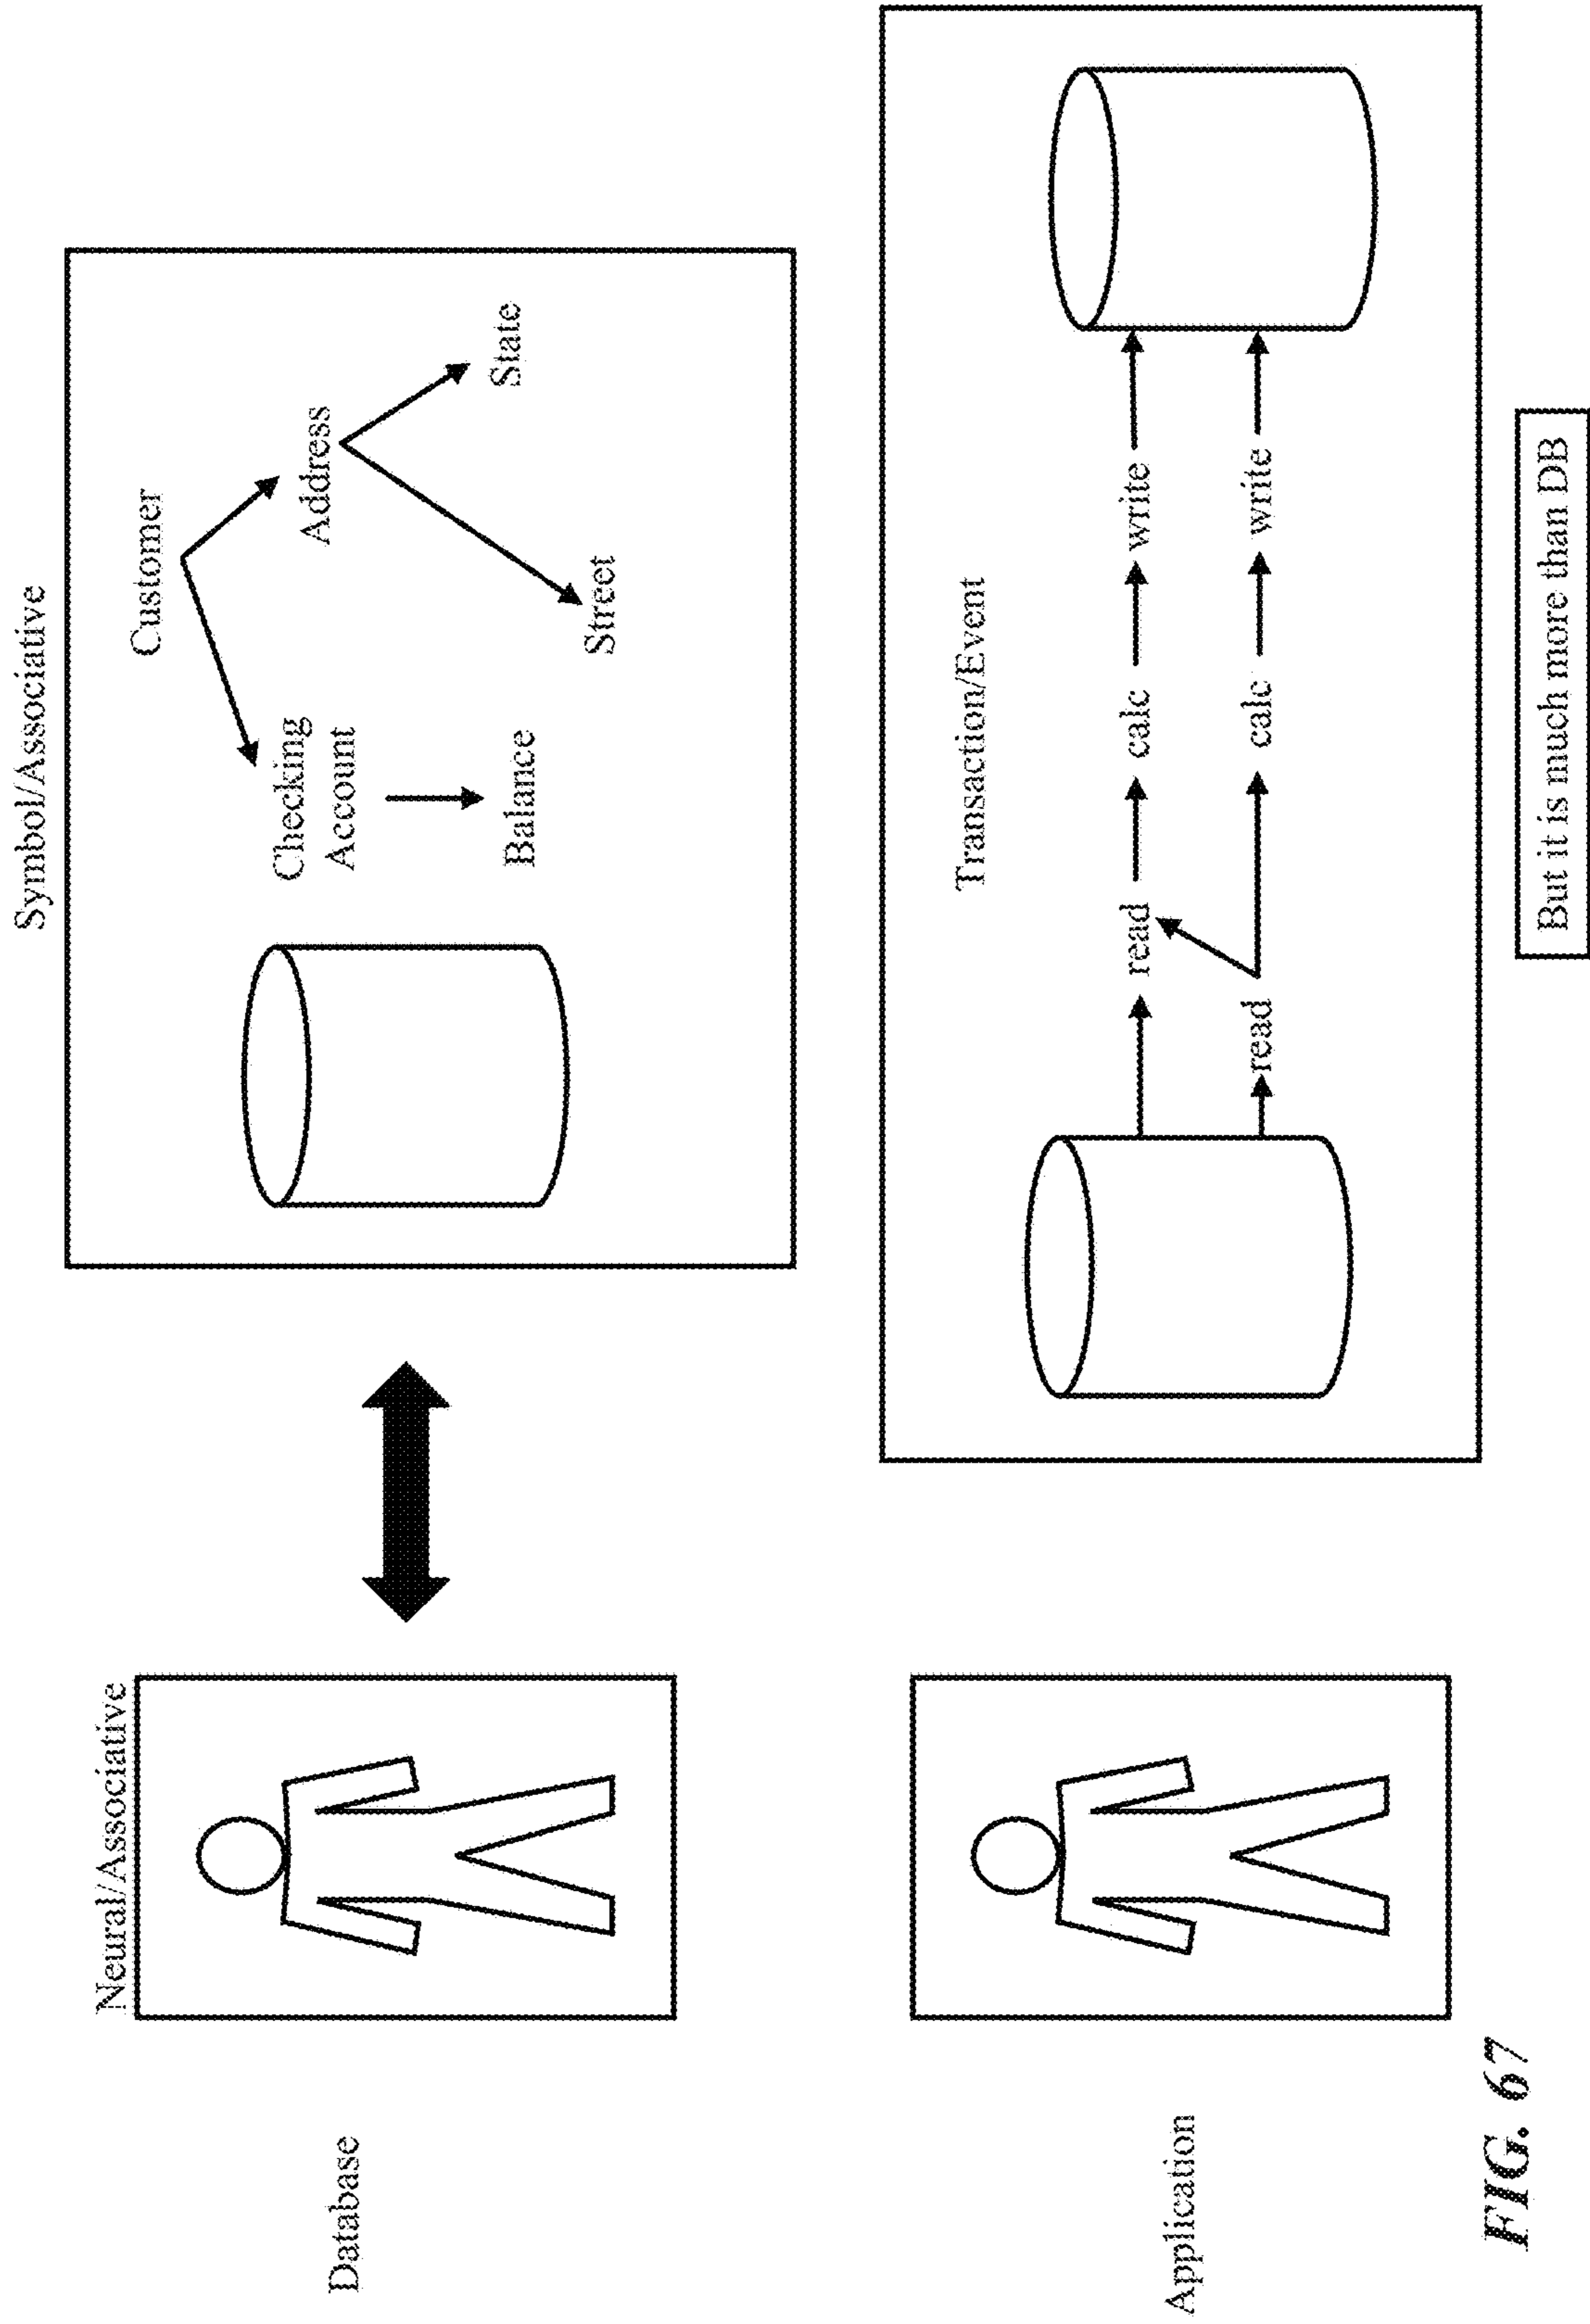 Symbol/Associative
Neural/Associative
Database
Customer
Checking
Account
Address
Balance
State
Street
Transaction/Event
Application
read
calc
write
read
calc
write
FIG. 67
But it is much more than DB